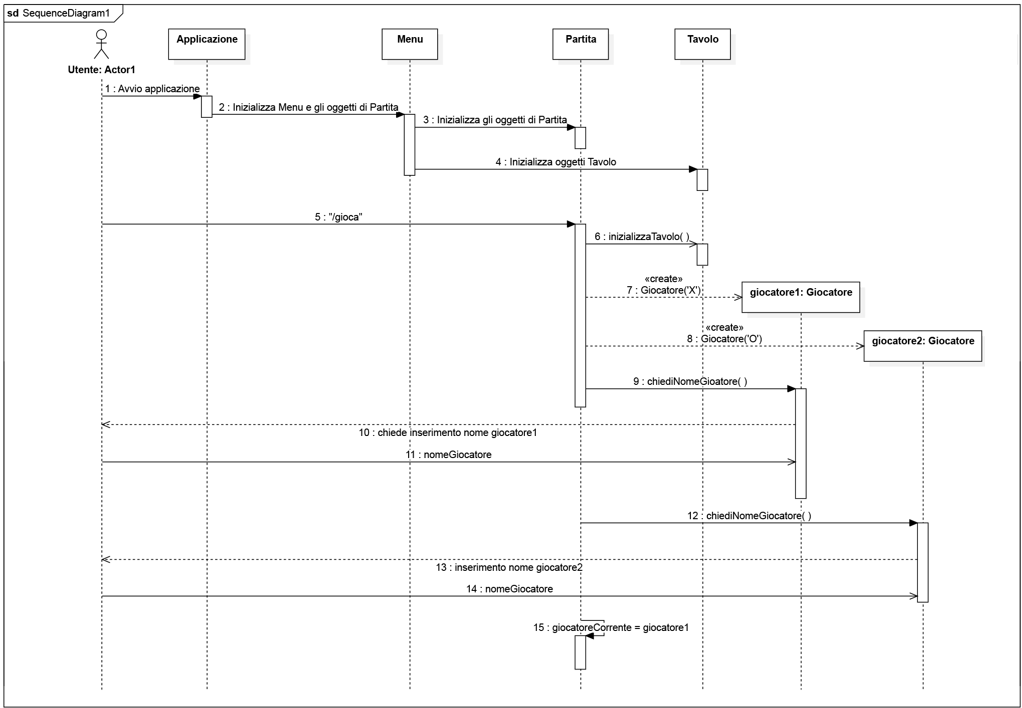 sd SequenceDiagram1
Applicazione
Menu
Partita
Tavolo
Utente: Actor1
1 : Avvio applicazione
2 : Inizializza Menu e gli oggetti di Partita
3 : Inizializza gli oggetti di Partita
4 : Inizializza oggetti Tavolo
5 : "/gioca"
6 : inizializzaTavolo( )
«create»
7 : Giocatore('X')
giocatore1: Giocatore
«create»
8 : Giocatore('O')
giocatore2: Giocatore
9 : chiediNomeGioatore( )
10 : chiede inserimento nome giocatore1
11 : nomeGiocatore
12 : chiediNomeGiocatore( )
13 : inserimento nome giocatore2
14 : nomeGiocatore
15 : giocatoreCorrente = giocatore1